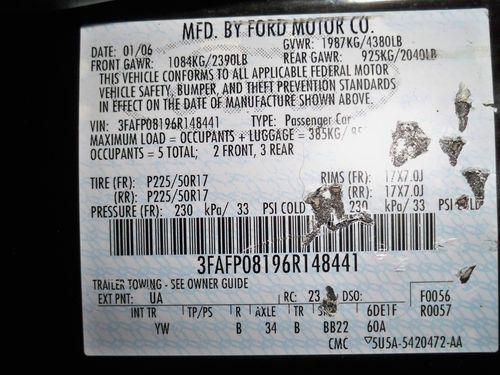 MFD. BY FORD MOTOR CO.
DATE: 01/06 GVWR: 1987KG/4380LB
FRONT GAWR: 1084KG/2390LB REAR GAWR: 925KG/2040LB
THIS VEHICLE CONFORMS TO ALL APPLICABLE FEDERAL MOTOR
VEHICLE SAFETY, BUMPER, AND THEFT PREVENTION STANDARDS
IN EFFECT ON THE DATE OF MANUFACTURE SHOWN ABOVE.
VIN: 3FAFP08196R148441 TYPE: Passenger Car
MAXIMUM LOAD = OCCUPANTS + LUGGAGE = 385KG/
OCCUPANTS = 5 TOTAL; 2 FRONT, 3 REAR
TIRE (FR): P225/50R17 RIMS (FR): 17X7.0J
(RR): P225/50R17 (RR): 17X7.0J
PRESSURE (FR): 230 kPa/ 33 PSI COLD 230 kPa/ 33 PSI
3FAFP08196R148441
TRAILER TOWING - SEE OWNER GUIDE
EXT PNT: UA RC: 23 DSO: F0056
INT TR TP/PS R AXLE TR 6DE1F R0057
YW B 34 B BB22 60A
CMC 5U5A-5420472-AA